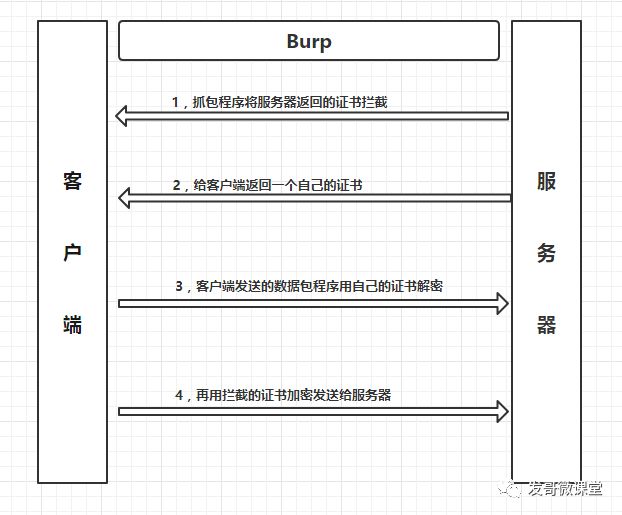 Burp
1，抓包程序将服务器返回的证书拦截
2，给客户端返回一个自己的证书
客户端
服务器
3，客户端发送的数据包程序用自己的证书解密
4，再用拦截的证书加密发送给服务器
发哥微课堂